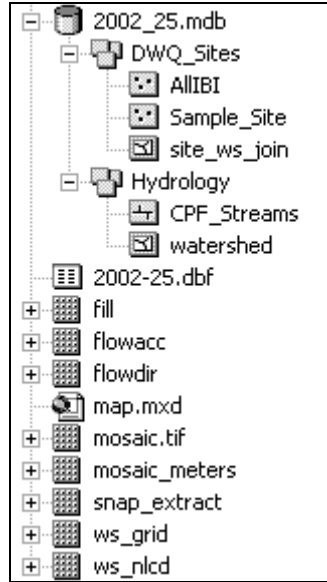 2002_25.mdb
DWQ_Sites
AllIBI
Sample_Site
site_ws_join
Hydrology
CPF_Streams
watershed
2002-25.dbf
fill
flowacc
flowdir
map.mxd
mosaic.tif
mosaic_meters
snap_extract
ws_grid
ws_nlcd